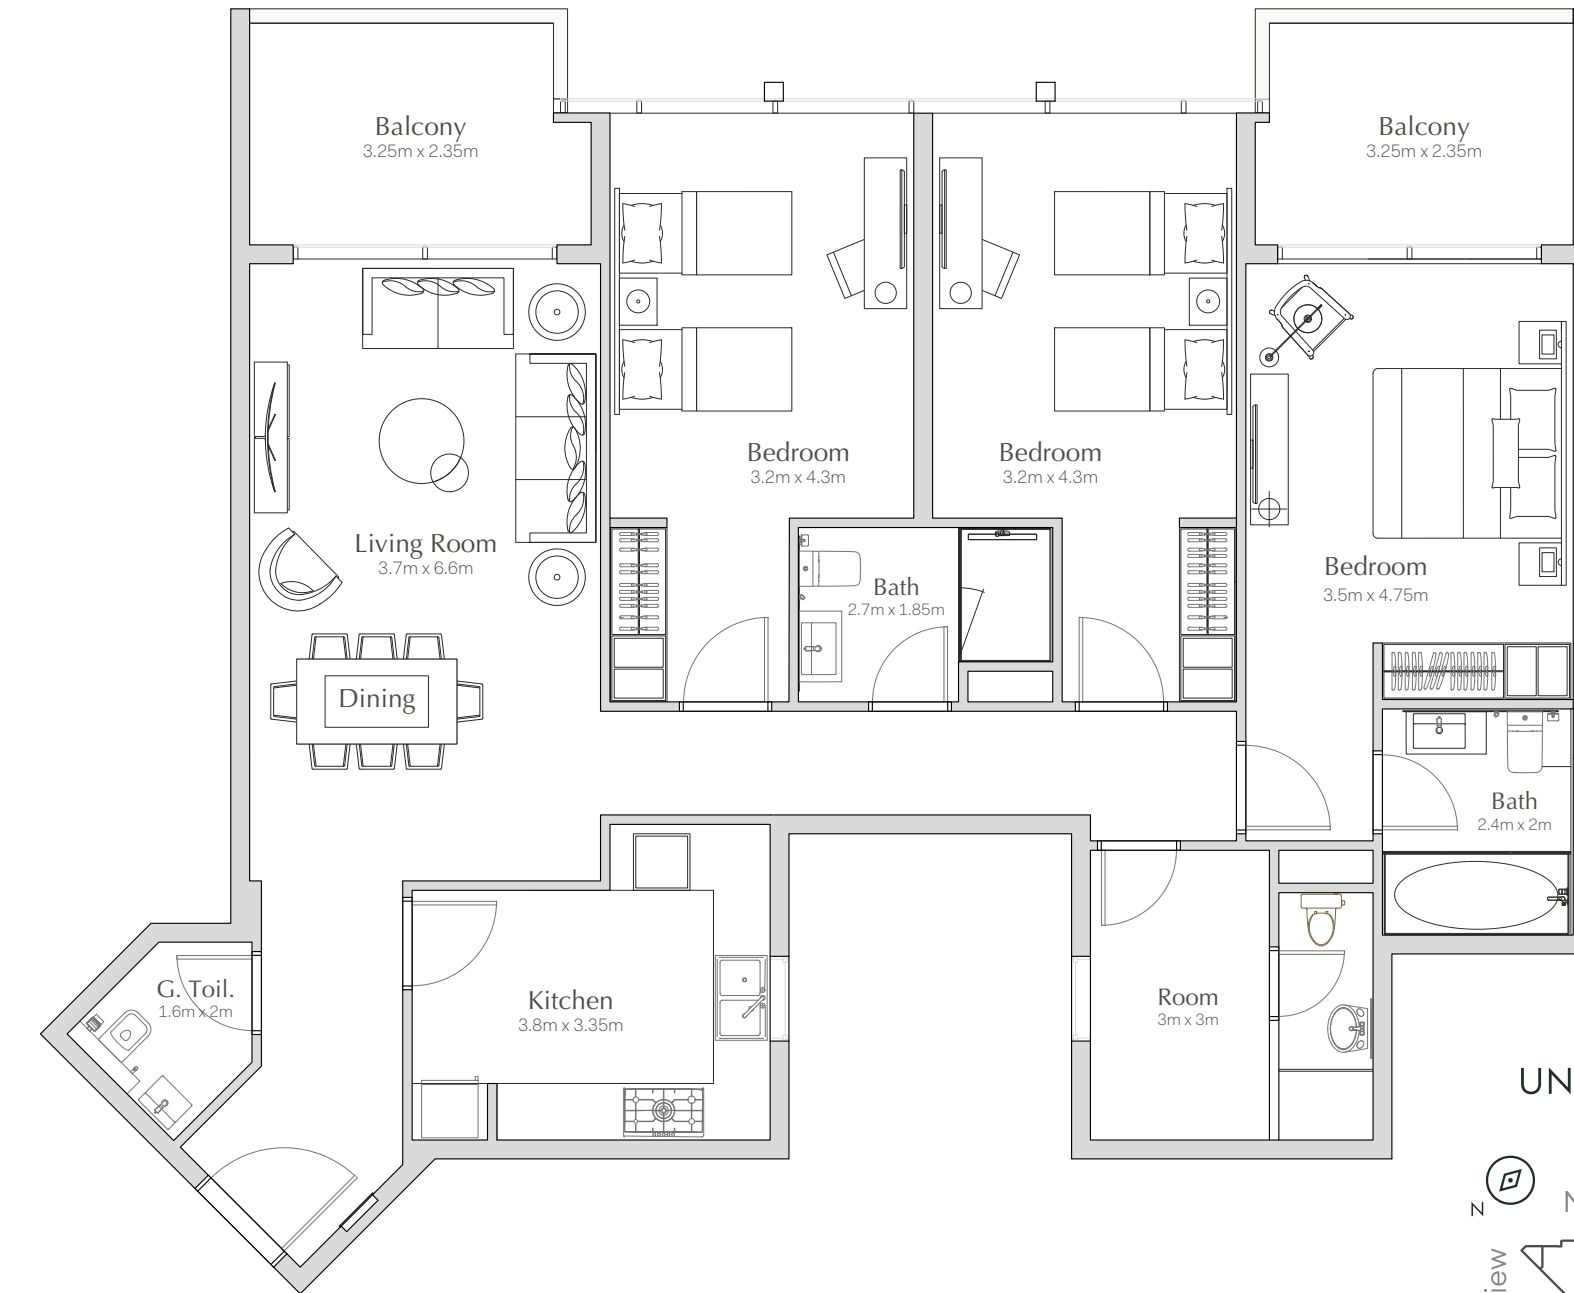 Balcony
3.25m x 2.35m
Balcony
3.25m x 2.35m
Bedroom
3.2m x 4.3m
Bedroom
3.2m x 4.3m
Living Room
3.7m x 6.6m
Bath
2.7m x 1.85m
Bedroom
3.5m x 4.75m
Dining
Bath
2.4m x 2m
G. Toil.
1.6m x 2m
Kitchen
3.8m x 3.35m
Room
3m x 3m
UN
N
N
iew